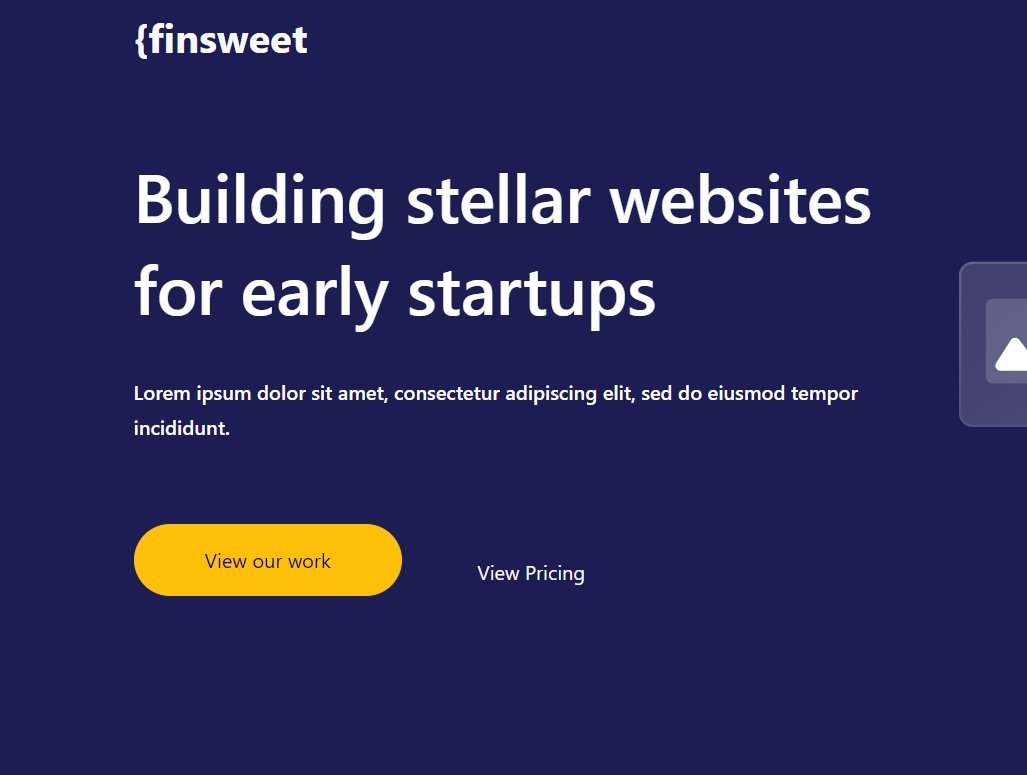 {finsweet
Building stellar websites
for early startups
Lorem ipsum dolor sit amet, consectetur adipiscing elit, sed do eiusmod tempor
incididunt.
View our work
View Pricing